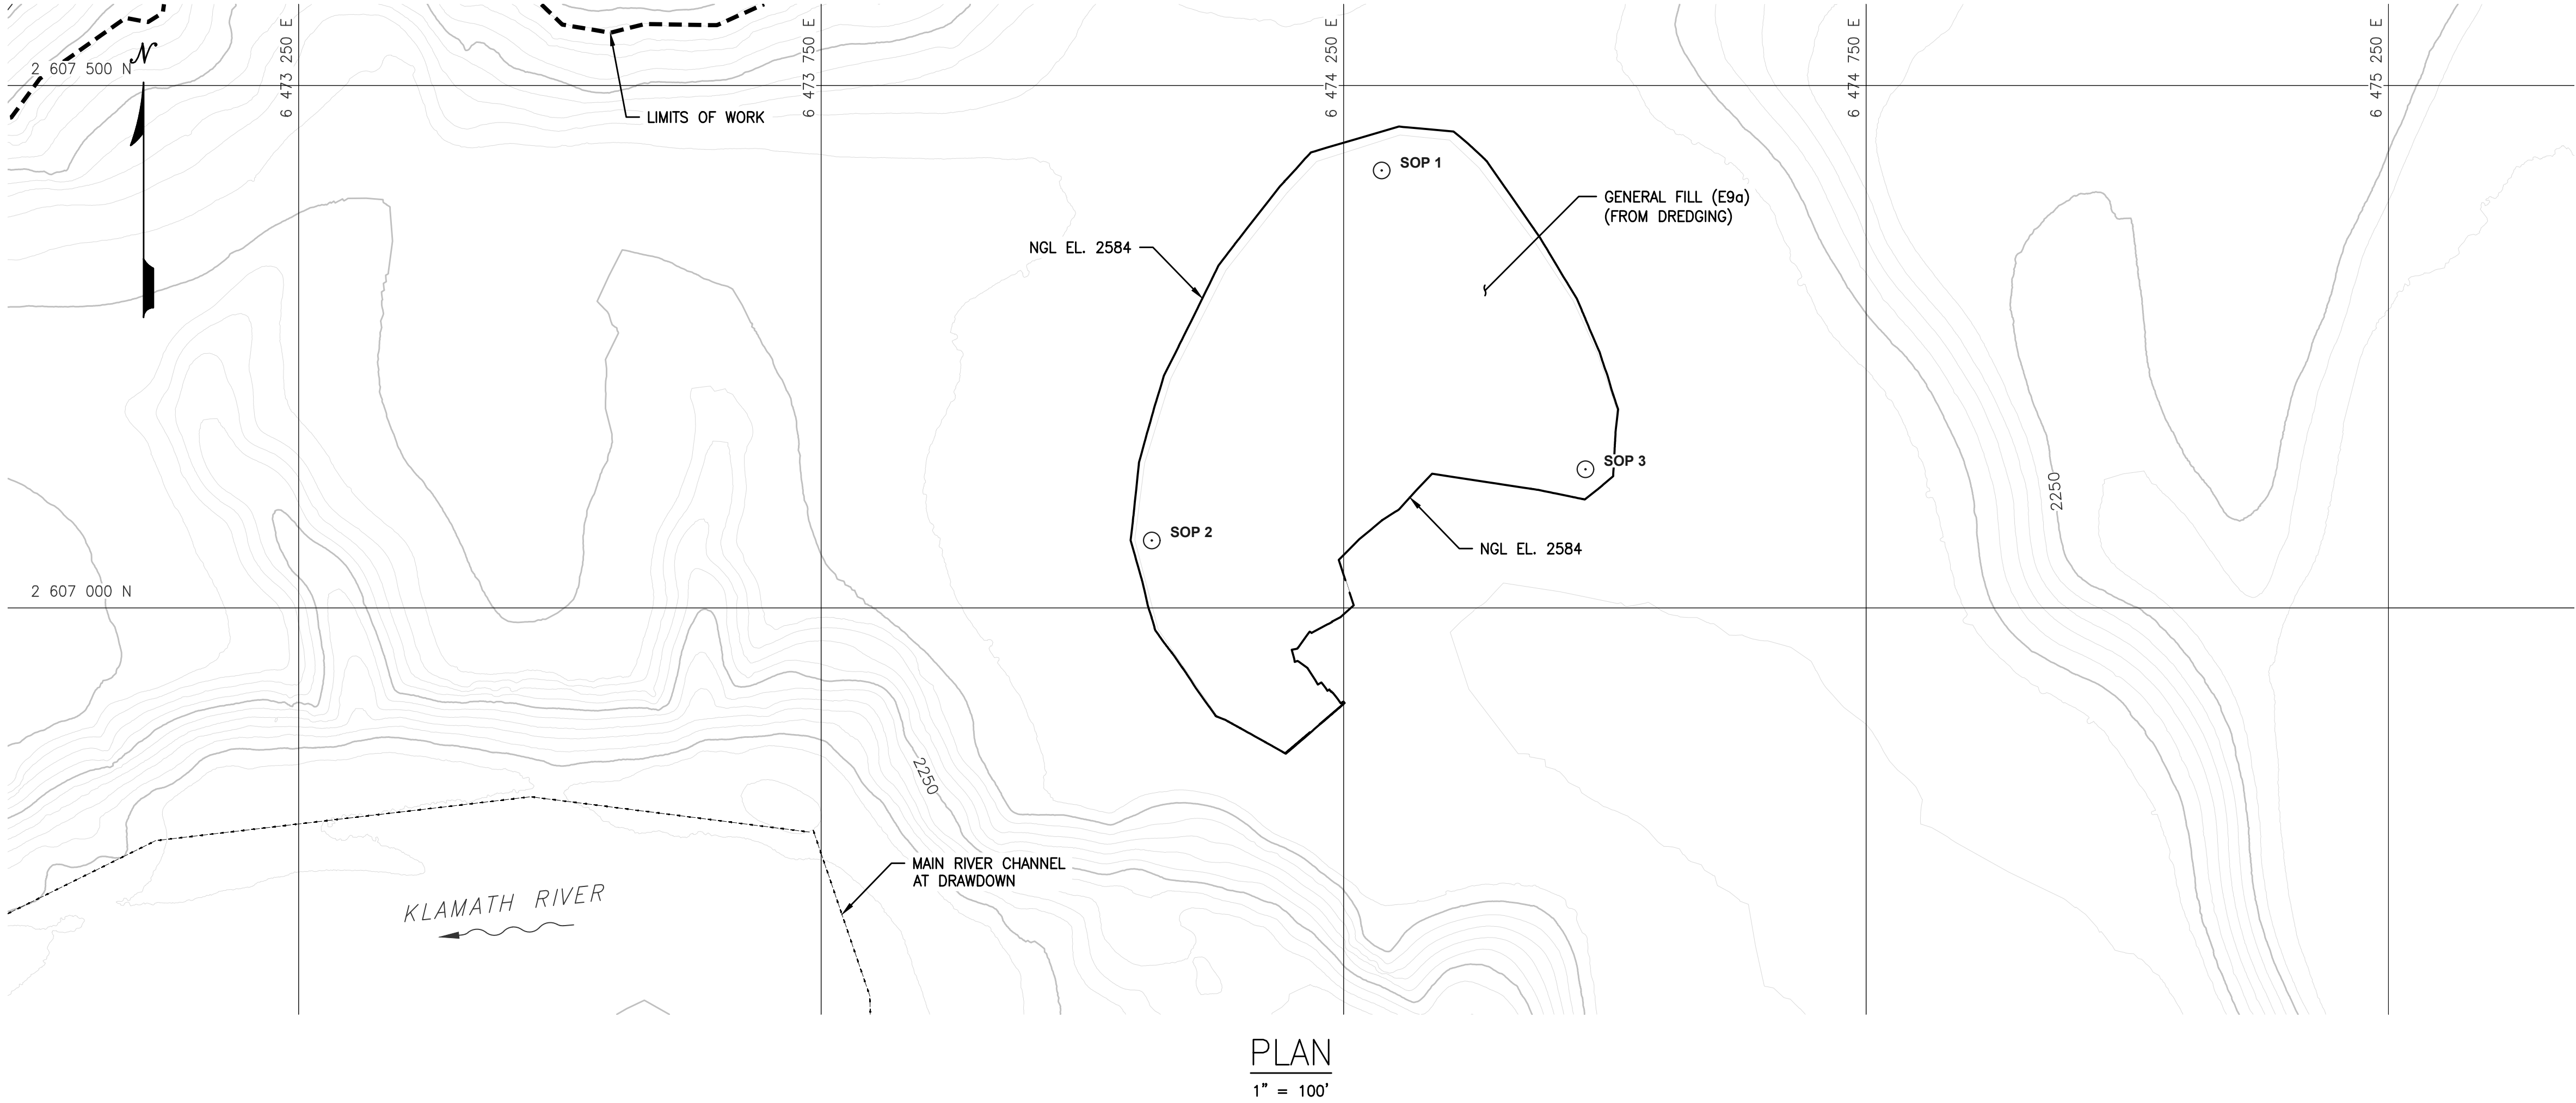 N
2 607 500 N
6 473 250 E
6 473 750 E
6 474 250 E
6 474 750 E
6 475 250 E
LIMITS OF WORK
SOP 1
GENERAL FILL (E9a)
(FROM DREDGING)
NGL EL. 2584
SOP 3
2250
SOP 2
NGL EL. 2584
2 607 000 N
2250
MAIN RIVER CHANNEL
AT DRAWDOWN
KLAMATH RIVER
PLAN
1" = 100'